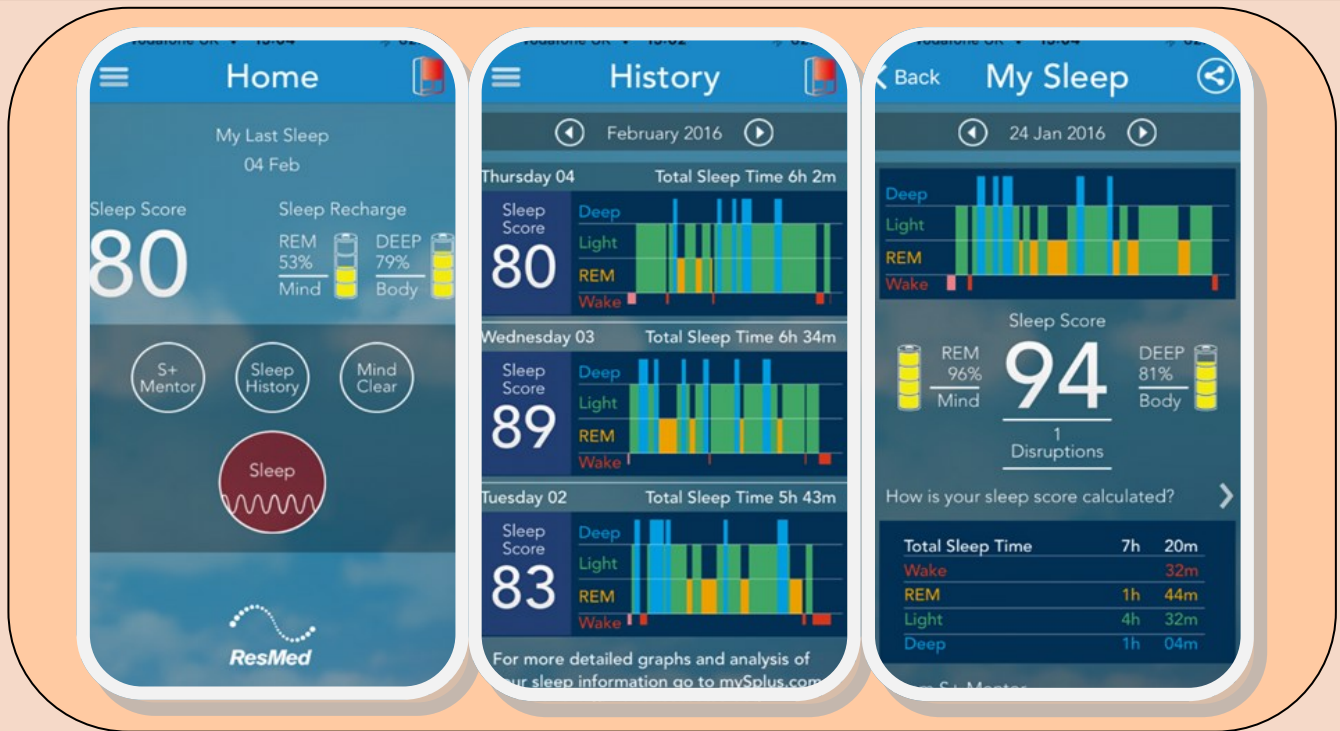 Home
My Last Sleep
04 Feb
Sleep Score
80
Sleep Recharge
REM
53%
Mind
DEEP
79%
Body
S+
Mentor
Sleep
History
Mind
Clear
Sleep
ResMed
History
February 2016
Thursday 04 Total Sleep Time 6h 2m
Sleep
Score
80
Deep
Light
REM
Wake
Wednesday 03 Total Sleep Time 6h 34m
Sleep
Score
89
Deep
Light
REM
Wake
Tuesday 02 Total Sleep Time 5h 43m
Sleep
Score
83
Deep
Light
REM
Wake
For more detailed graphs and analysis of
sleep information go to mySplus.com
Back My Sleep
24 Jan 2016
Deep
Light
REM
Wake
Sleep Score
REM
96%
Mind
94
DEEP
81%
Body
1
Disruptions
How is your sleep score calculated?
Total Sleep Time 7h 20m
Wake 32m
REM 1h 44m
Light 4h 32m
Deep 1h 04m